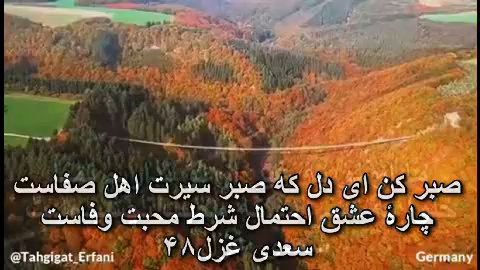 صبر کن ای دل که صبر سیرت اهل صفاست
چارهٔ عشق احتمال شرط محبت وفاست
سعدی غزل۴۸
@Tahgigat_Erfani
Germany